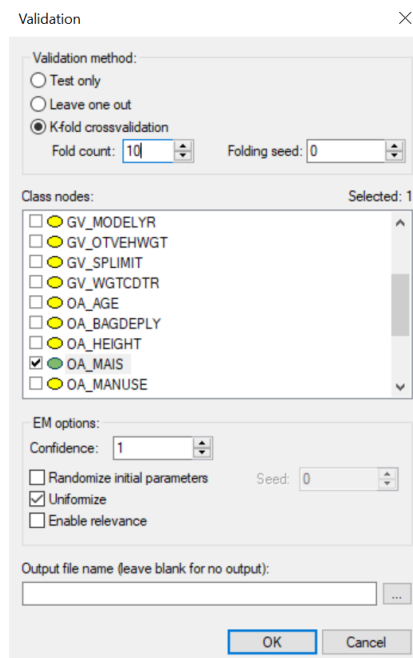 Validation
Validation method:
Test only
Leave one out
K-fold crossvalidation
Fold count: 10 Folding seed: 0
Class nodes: Selected: 1
GV_MODELYR
GV_OTVEHWGT
GV_SPLIMIT
GV_WGTCDTR
OA_AGE
OA_BAGDEPLY
OA_HEIGHT
OA_MAIS
OA_MANUSE
EM options:
Confidence: 1
Randomize initial parameters Seed: 0
Uniformize
Enable relevance
Output file name (leave blank for no output):
...
OK Cancel